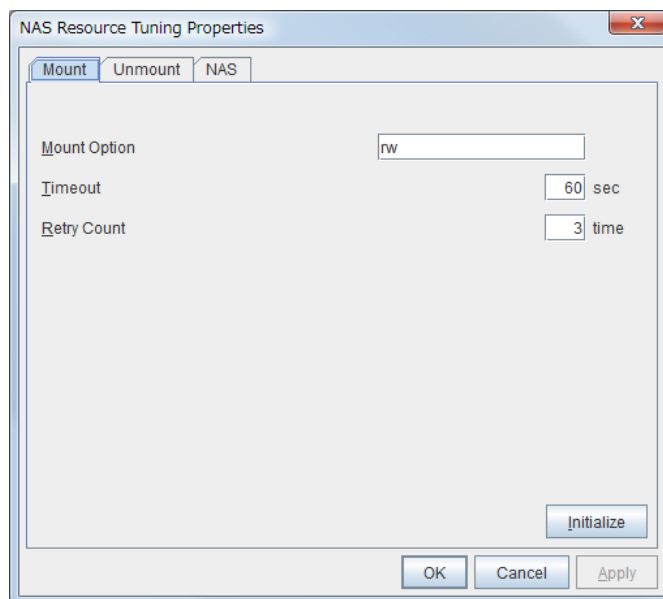 NAS Resource Tuning Properties
Mount Unmount NAS
Mount Option rw
Timeout 60 sec
Retry Count 3 time
Initialize
OK Cancel Apply